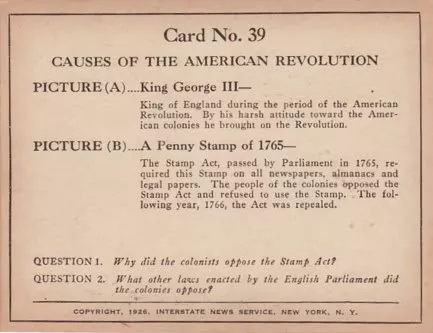 Card No. 39
CAUSES OF THE AMERICAN REVOLUTION
PICTURE (A)....King George III—
King of England during the period of the American
Revolution. By his harsh attitude toward the Amer-
ican colonies he brought on the Revolution.
PICTURE (B)....A Penny Stamp of 1765—
The Stamp Act, passed by Parliament in 1765, re-
quired this Stamp on all newspapers, almanacs and
legal papers. The people of the colonies opposed the
Stamp Act and refused to use the Stamp. The fol-
lowing year, 1766, the Act was repealed.
QUESTION 1. Why did the colonists oppose the Stamp Act?
QUESTION 2. What other laws enacted by the English Parliament did
the colonies oppose?
COPYRIGHT, 1926, INTERSTATE NEWS SERVICE, NEW YORK, N. Y.